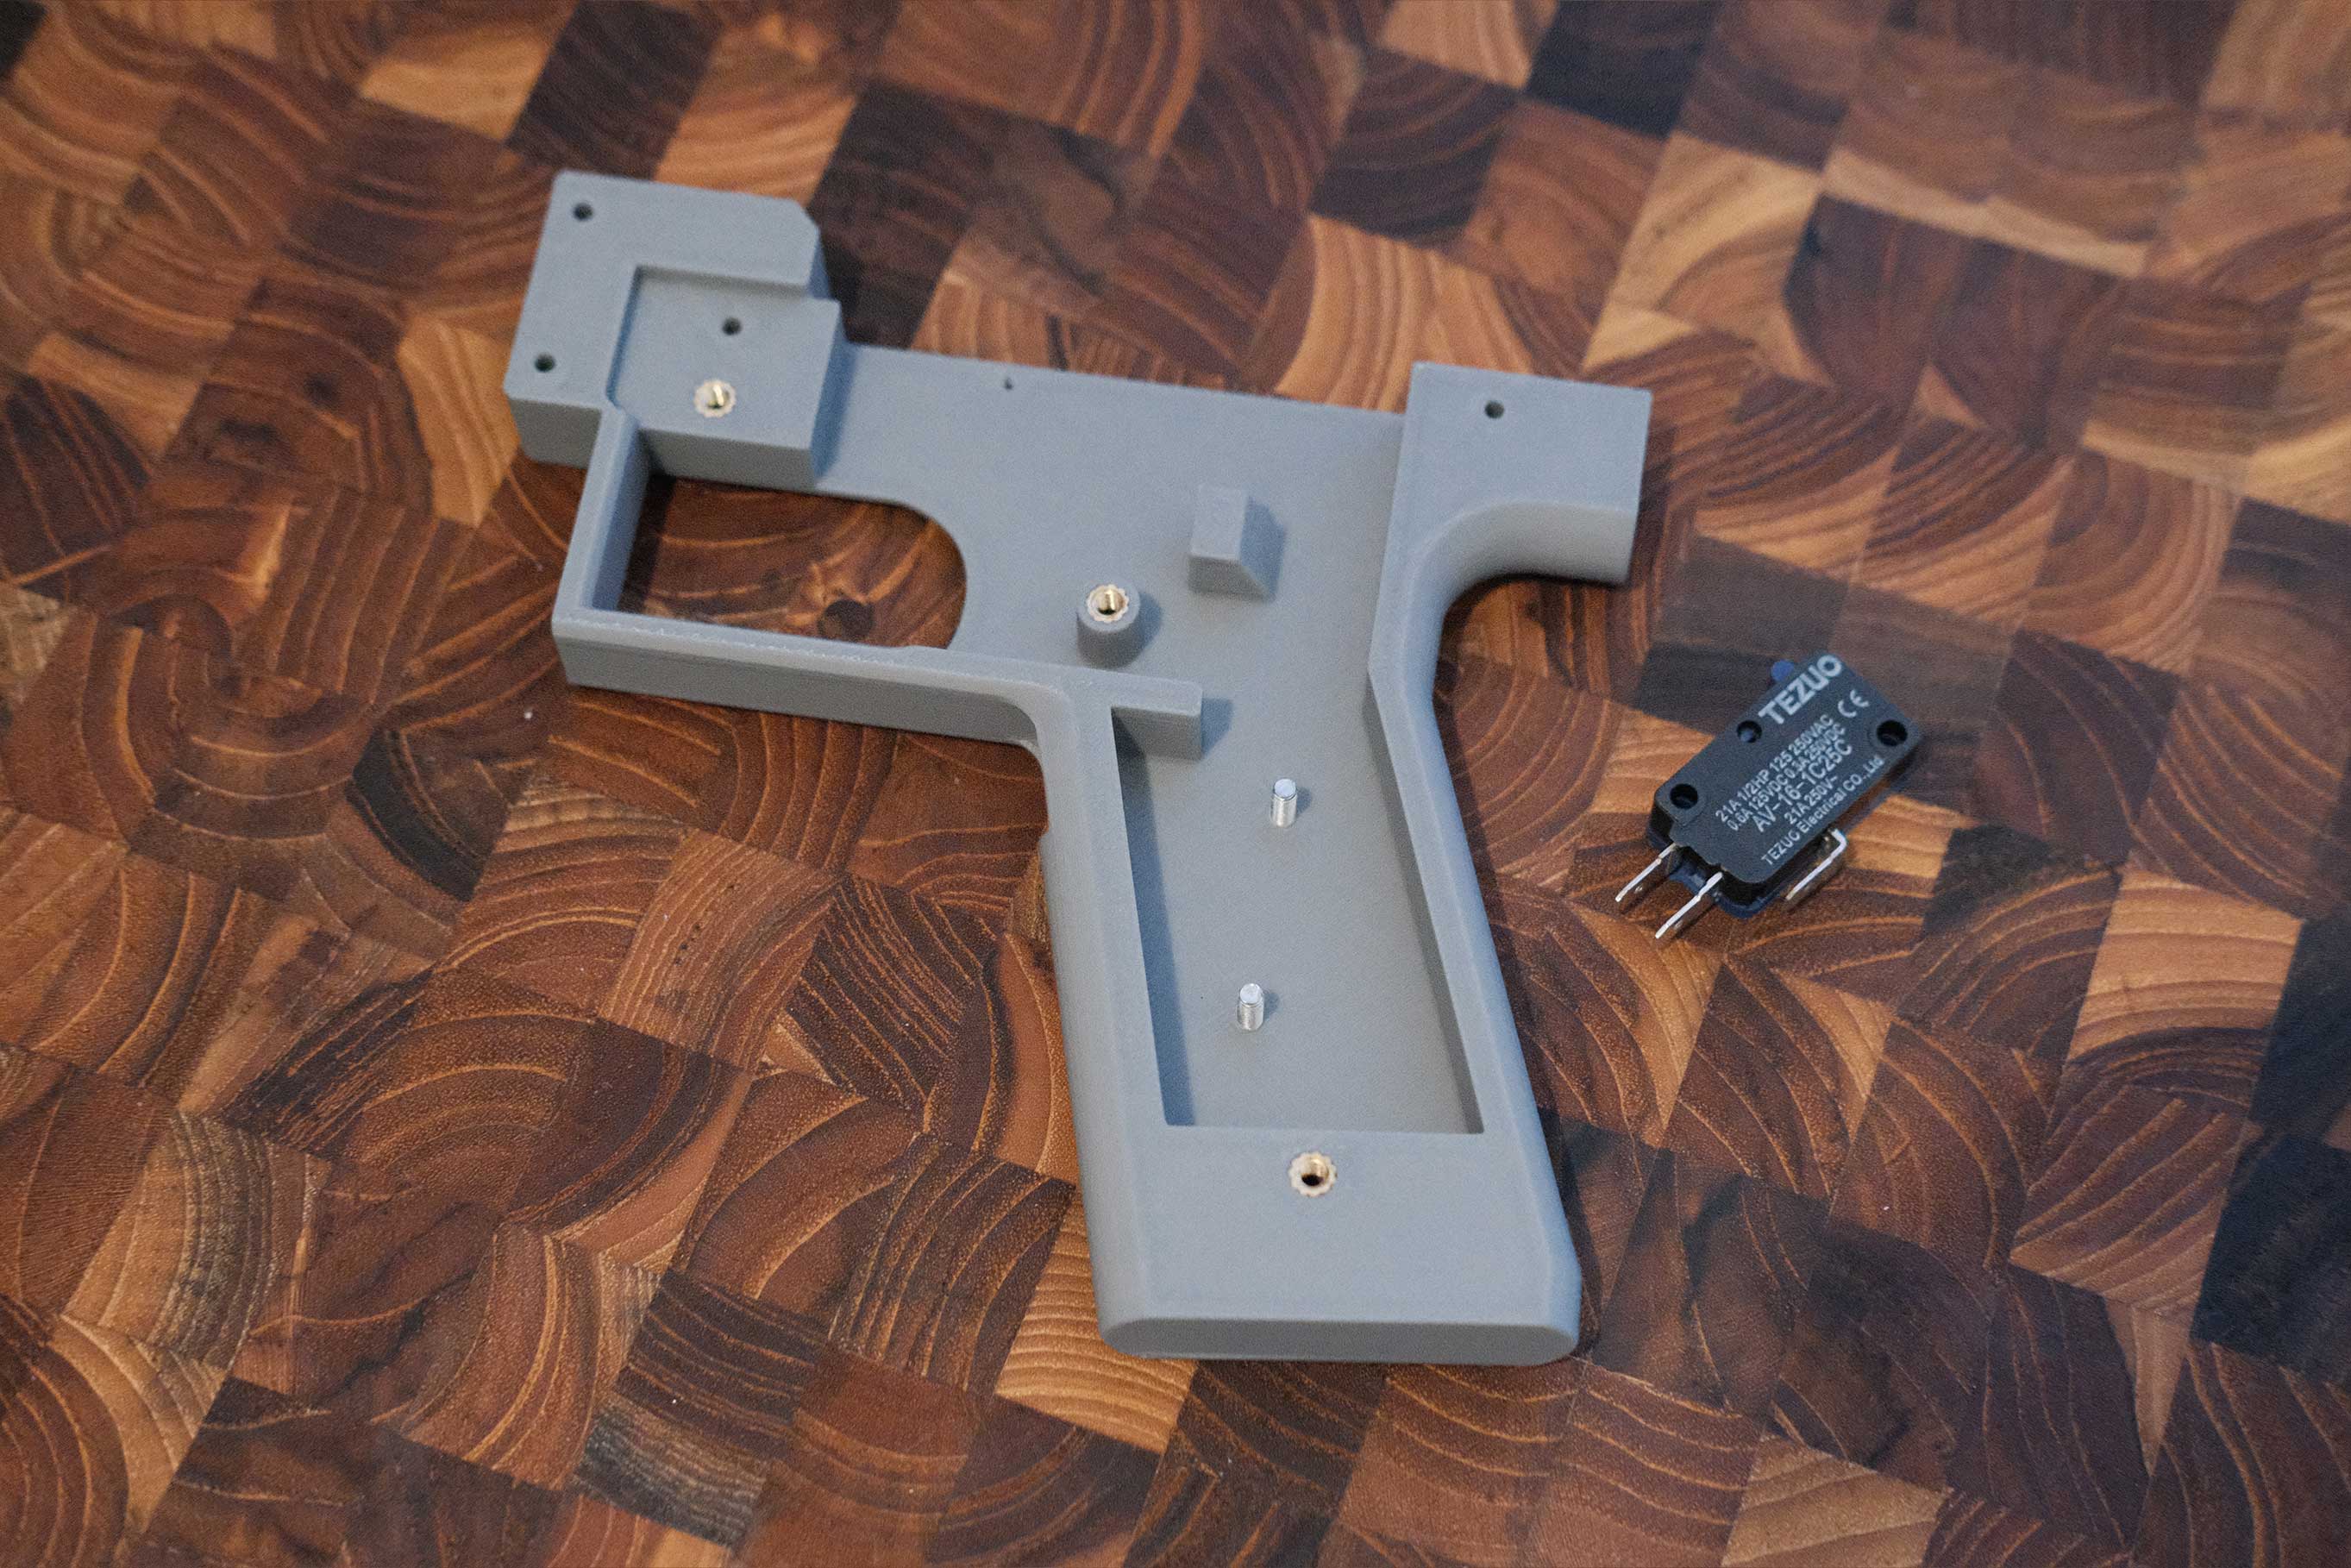 TEZUO
CE
21A 1/2HP 125 250VAC
0.6A 125VDC 0.3A 250VDC
AV-16-1C25C
21A 250V~
TEZUO Electrical Co.,Ltd